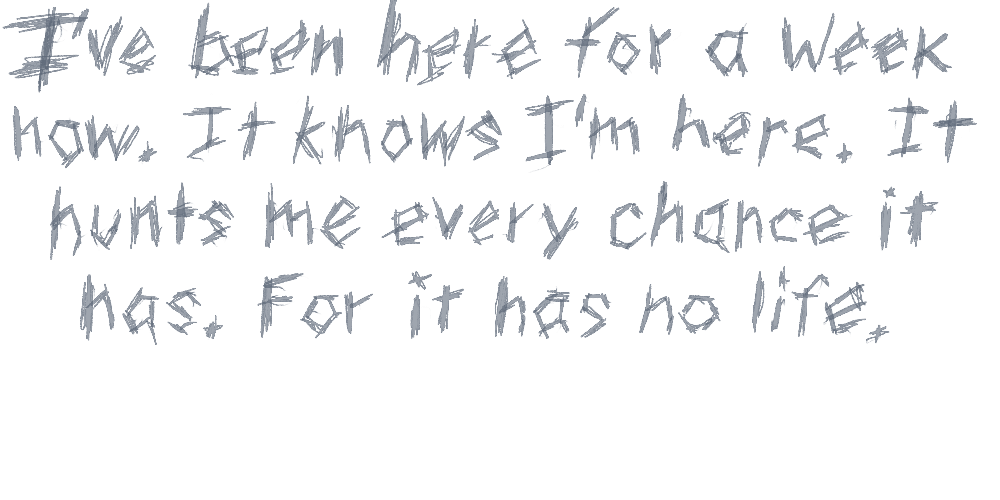 I've been here for a week
now. It knows I'm here. It
hunts me every chance it
has. For it has no life.